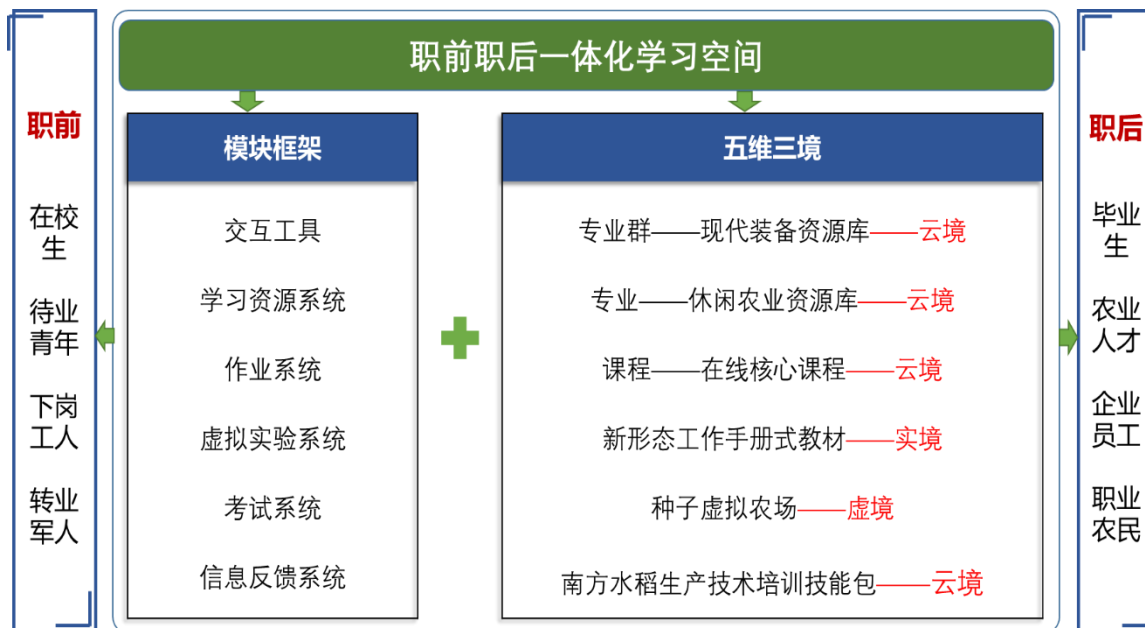 职前职后一体化学习空间
职前
在校
生
待业
青年
下岗
工人
转业
军人
模块框架
交互工具
学习资源系统
作业系统
虚拟实验系统
考试系统
信息反馈系统
五维三境
专业群——现代装备资源库——云境
专业——休闲农业资源库——云境
课程——在线核心课程——云境
新形态工作手册式教材——实境
种子虚拟农场——虚境
南方水稻生产技术培训技能包——云境
职后
毕业
生
农业
人才
企业
员工
职业
农民